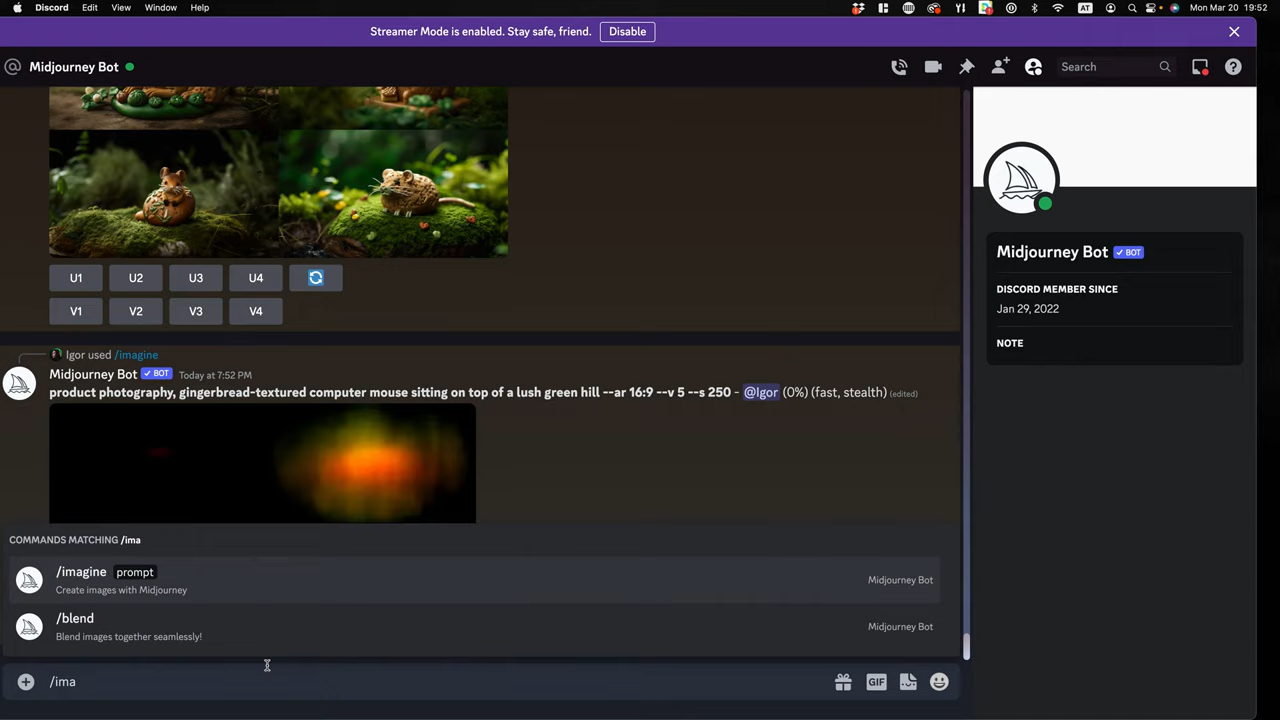 Discord Edit View Window Help
AT Mon Mar 20 19:52
Streamer Mode is enabled. Stay safe, friend. Disable
Midjourney Bot
Search
U1 U2 U3 U4
V1 V2 V3 V4
Igor used /imagine
Midjourney Bot BOT Today at 7:52 PM
product photography, gingerbread-textured computer mouse sitting on top of a lush green hill --ar 16:9 --v 5 --s 250 - @Igor (0%) (fast, stealth) (edited)
COMMANDS MATCHING /ima
/imagine prompt
Create images with Midjourney
Midjourney Bot
/blend
Blend images together seamlessly!
Midjourney Bot
/ima
GIF
Midjourney Bot BOT
DISCORD MEMBER SINCE
Jan 29, 2022
NOTE